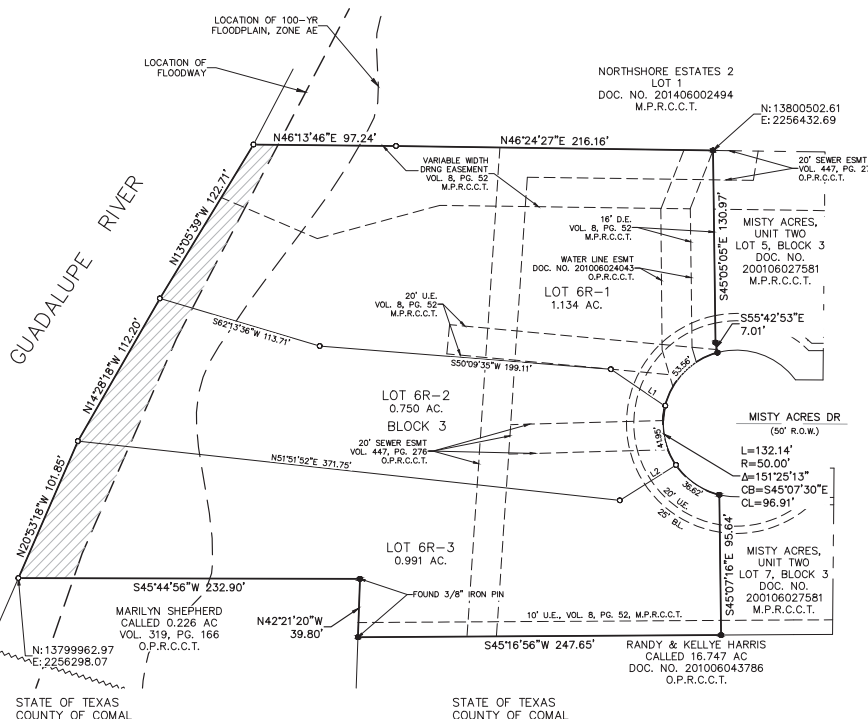 LOCATION OF 100-YR
FLOODPLAIN, ZONE AE
LOCATION OF
FLOODWAY
NORTHSHORE ESTATES 2
LOT 1
DOC. NO. 201406002494
M.P.R.C.C.T.
N: 13800502.61
E: 2256432.69
N46°13'46"E 97.24'
N46°24'27"E 216.16'
VARIABLE WIDTH
DRNG EASEMENT
VOL. 8, PG. 52
M.P.R.C.C.T.
20' SEWER ESMT
VOL. 447, PG. 27
O.P.R.C.C.T.
GUADALUPE RIVER
N13°05'39"W 122.71'
16' D.E.
VOL. 8, PG. 52
M.P.R.C.C.T.
S45°05'05"E 130.97'
MISTY ACRES,
UNIT TWO
LOT 5, BLOCK 3
DOC. NO.
200106027581
M.P.R.C.C.T.
WATER LINE ESMT
DOC. NO. 201006024043
M.P.R.C.C.T.
LOT 6R-1
1.134 AC.
20' U.E.
VOL. 8, PG. 52
M.P.R.C.C.T.
S62°13'36"W 113.71'
S55°42'53"E
7.01'
N14°28'18"W 112.20'
S50°09'35"W 199.11'
53.56'
L1
LOT 6R-2
0.750 AC.
BLOCK 3
MISTY ACRES DR
(50' R.O.W.)
20' SEWER ESMT
VOL. 447, PG. 276
O.P.R.C.C.T.
41.95'
L=132.14'
R=50.00'
Δ=151°25'13"
CB=S45°07'30"E
CL=96.91'
N51°51'52"E 371.75'
L2
36.62'
20' U.E.
25' B.L.
N20°53'18"W 101.85'
LOT 6R-3
0.991 AC.
S45°07'16"E 95.64'
MISTY ACRES,
UNIT TWO
LOT 7, BLOCK 3
DOC. NO.
200106027581
M.P.R.C.C.T.
S45°44'56"W 232.90'
FOUND 3/8" IRON PIN
MARILYN SHEPHERD
CALLED 0.226 AC
VOL. 319, PG. 166
O.P.R.C.C.T.
N42°21'20"W
39.80'
10' U.E., VOL. 8, PG. 52, M.P.R.C.C.T.
N: 13799962.97
E: 2256298.07
S45°16'56"W 247.65'
RANDY & KELLYE HARRIS
CALLED 16.747 AC
DOC. NO. 201006043786
O.P.R.C.C.T.
STATE OF TEXAS
COUNTY OF COMAL
STATE OF TEXAS
COUNTY OF COMAL